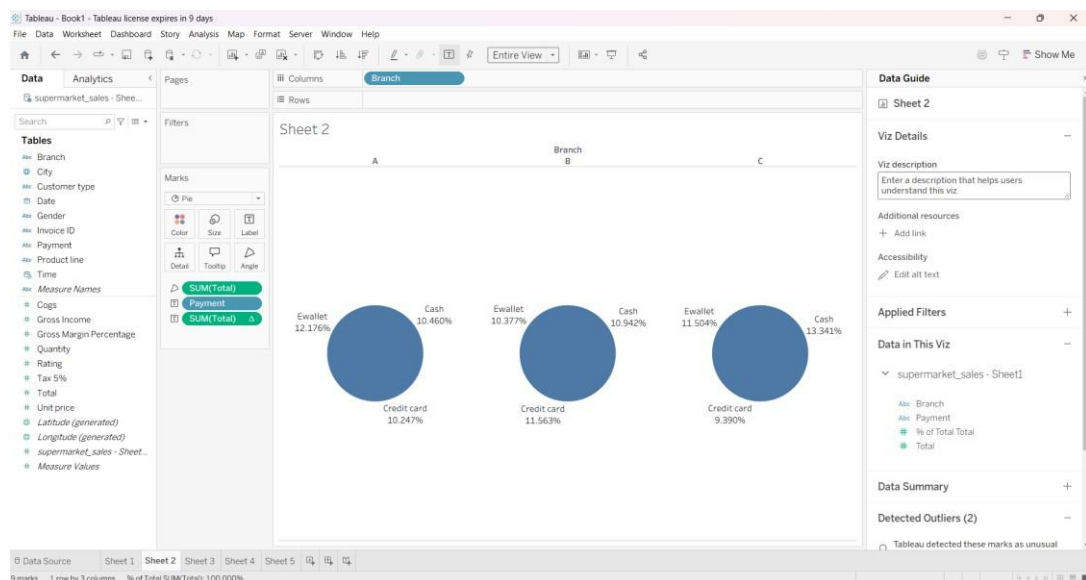 Tableau - Book1 - Tableau license expires in 9 days
File Data Worksheet Dashboard Story Analysis Map Format Server Window Help
Entire View
Show Me
Data Analytics
supermarket_sales - Shee...
Search
Tables
Abc Branch
City
Abc Customer type
Date
Abc Gender
Abc Invoice ID
Abc Payment
Abc Product line
Time
Abc Measure Names
# Cogs
# Gross Income
# Gross Margin Percentage
# Quantity
# Rating
# Tax 5%
# Total
# Unit price
Latitude (generated)
Longitude (generated)
# supermarket_sales - Sheet...
# Measure Values
Pages
Filters
Marks
Pie
Color Size Label
Detail Tooltip Angle
SUM(Total)
Payment
SUM(Total)
Columns Branch
Rows
Sheet 2
Branch
A B C
Ewallet
12.176%
Cash
10.460%
Credit card
10.247%
Ewallet
10.377%
Cash
10.942%
Credit card
11.563%
Ewallet
11.504%
Cash
13.341%
Credit card
9.390%
Data Guide
Sheet 2
Viz Details
Viz description
Enter a description that helps users
understand this viz
Additional resources
+ Add link
Accessibility
Edit alt text
Applied Filters
Data in This Viz
supermarket_sales - Sheet1
Abc Branch
Abc Payment
# % of Total Total
# Total
Data Summary
Detected Outliers (2)
Tableau detected these marks as unusual
Data Source Sheet 1 Sheet 2 Sheet 3 Sheet 4 Sheet 5
9 marks 1 row by 3 columns % of Total SUM(Total): 100.000%